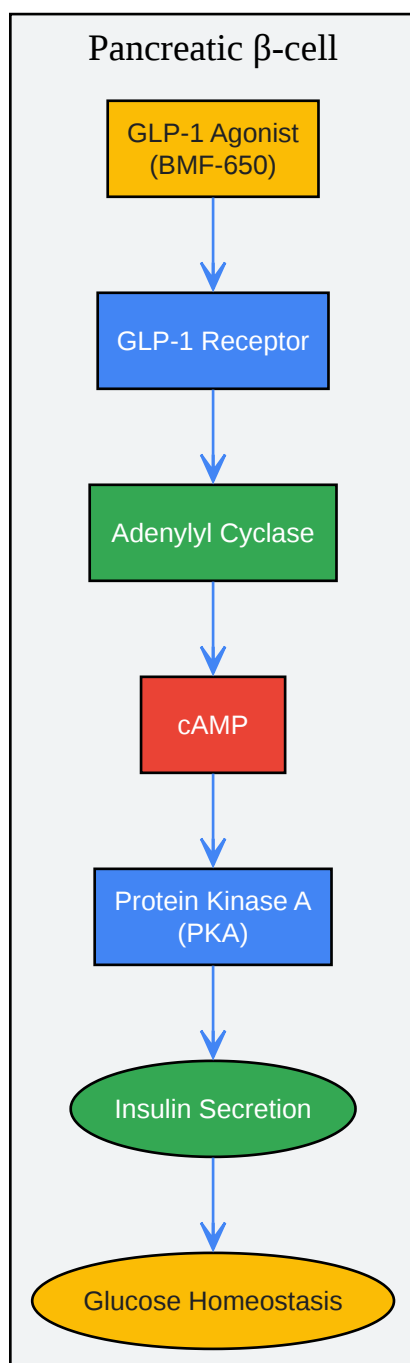 Pancreatic β-cell
GLP-1 Agonist
(BMF-650)
GLP-1 Receptor
Adenylyl Cyclase
cAMP
Protein Kinase A
(PKA)
Insulin Secretion
Glucose Homeostasis